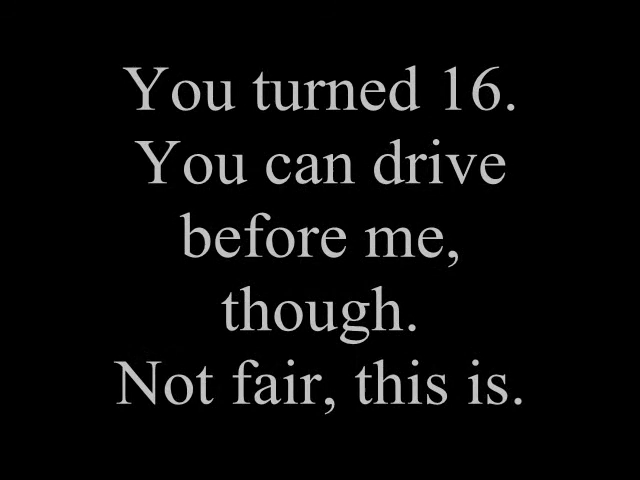 You turned 16.
You can drive
before me,
though.
Not fair, this is.